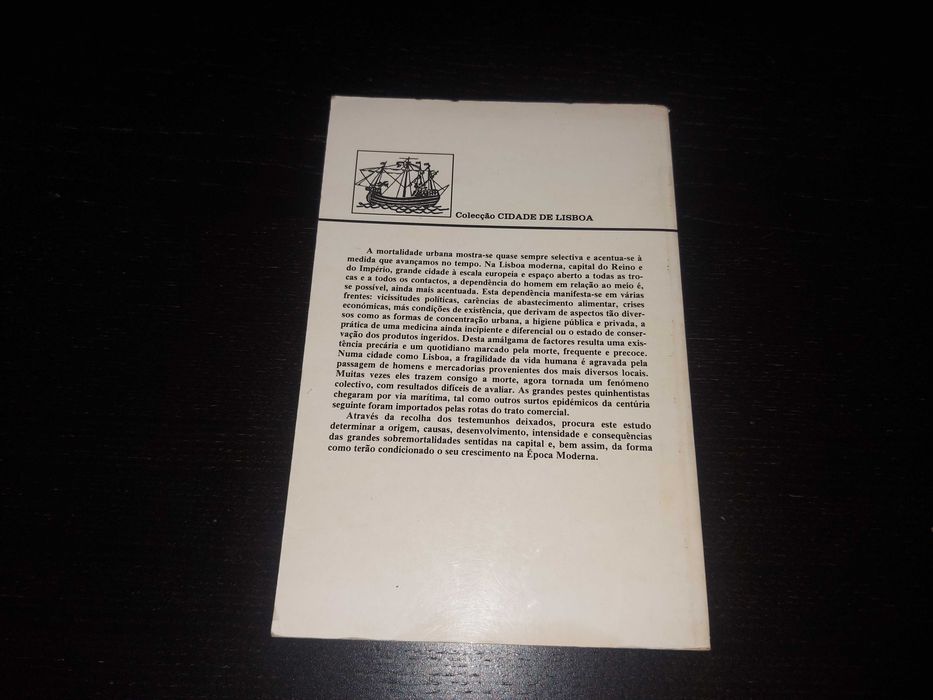 Colecção CIDADE DE LISBOA
A mortalidade urbana mostra-se quase sempre selectiva e acentua-se à
medida que avançamos no tempo. Na Lisboa moderna, capital do Reino e
do Império, grande cidade à escala europeia e espaço aberto a todas as tro-
cas e a todos os contactos, a dependência do homem em relação ao meio é,
se possível, ainda mais acentuada. Esta dependência manifesta-se em várias
frentes: vicissitudes políticas, carências de abastecimento alimentar, crises
económicas, más condições de existência, que derivam de aspectos tão diver-
sos como as formas de concentração urbana, a higiene pública e privada, a
prática de uma medicina ainda incipiente e diferencial ou o estado de conser-
vação dos produtos ingeridos. Desta amálgama de factores resulta uma exis-
tência precária e um quotidiano marcado pela morte, frequente e precoce.
Numa cidade como Lisboa, a fragilidade da vida humana é agravada pela
passagem de homens e mercadorias provenientes dos mais diversos locais.
Muitas vezes eles trazem consigo a morte, agora tornada um fenómeno
colectivo, com resultados difíceis de avaliar. As grandes pestes quinhentistas
chegaram por via marítima, tal como outros surtos epidémicos da centúria
seguinte foram importados pelas rotas do trato comercial.
Através da recolha dos testemunhos deixados, procura este estudo
determinar a origem, causas, desenvolvimento, intensidade e consequências
das grandes sobremortalidades sentidas na capital e, bem assim, da forma
como terão condicionado o seu crescimento na Época Moderna.